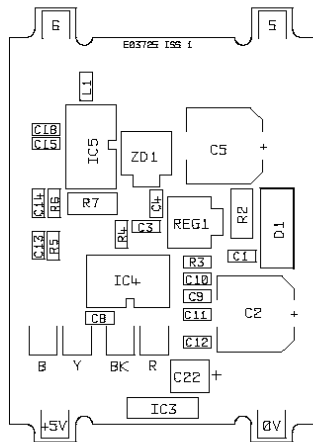 6 5
E03725 ISS 1
L1
C18
C15
IC5
ZD1
C5 +
C14
R6
R7
C4
R2
D1
REG1
C3
R4
C13
R5
C1
R3
IC4
C10
C9
C2 +
C11
C8
C12
B Y BK R
C22 +
IC3
+5V 0V